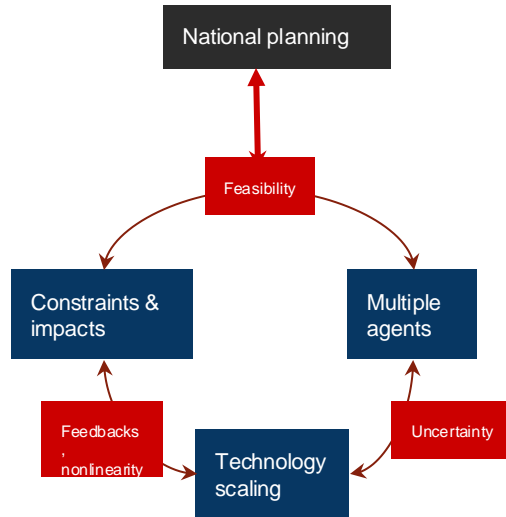 National planning
Feasibility
Constraints &
impacts
Multiple
agents
Feedbacks
,
nonlinearity
Uncertainty
Technology
scaling